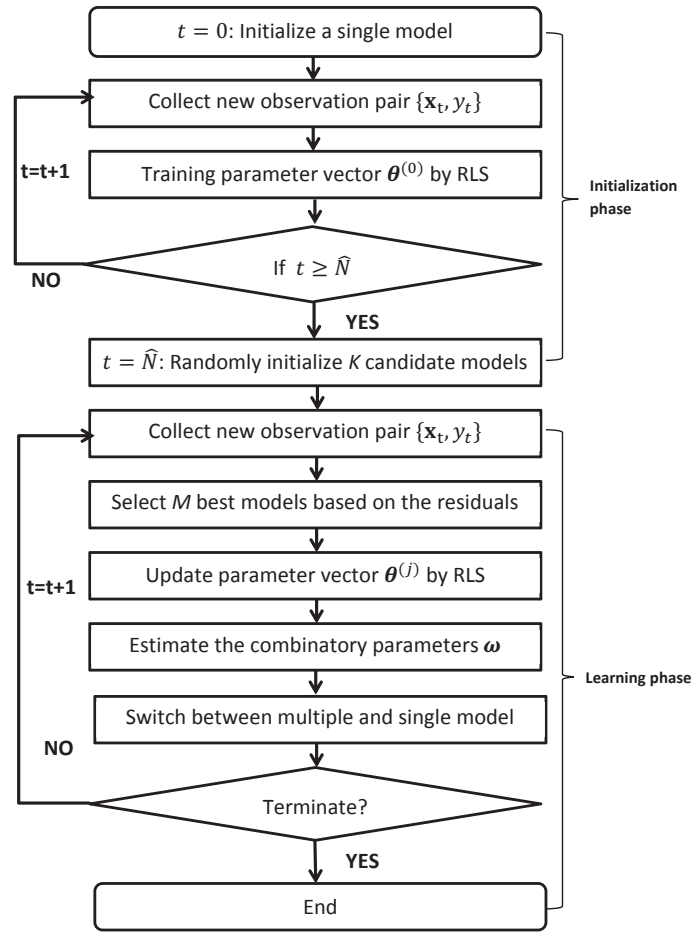 t = 0: Initialize a single model
Collect new observation pair {x_t, y_t}
t=t+1
Training parameter vector θ^(0) by RLS
Initialization
phase
If t ≥ N̂
NO
YES
t = N̂: Randomly initialize K candidate models
Collect new observation pair {x_t, y_t}
Select M best models based on the residuals
Update parameter vector θ^(j) by RLS
t=t+1
Estimate the combinatory parameters ω
Learning phase
Switch between multiple and single model
NO
Terminate?
YES
End